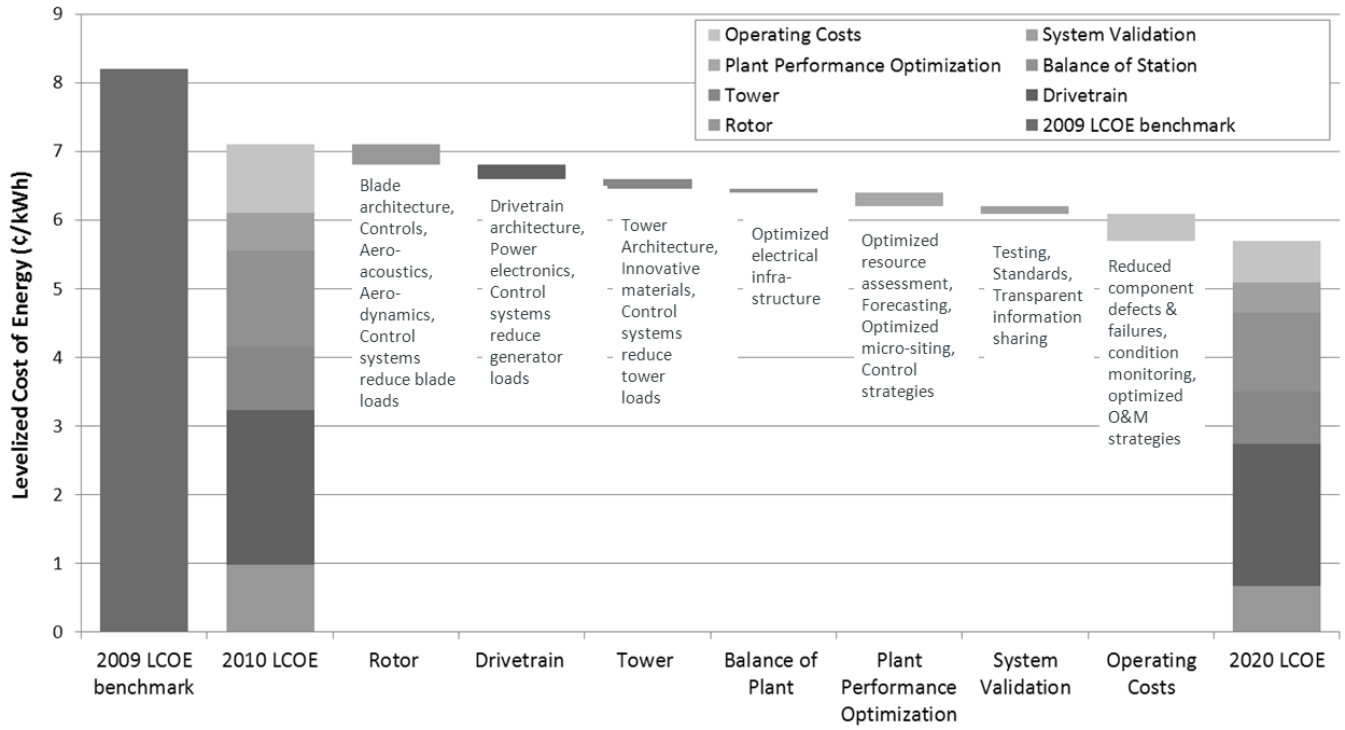 Levelized Cost of Energy (¢/kWh)
9
8
7
6
5
4
3
2
1
0
Operating Costs
System Validation
Plant Performance Optimization
Balance of Station
Tower
Drivetrain
Rotor
2009 LCOE benchmark
Blade
architecture,
Controls,
Aero-
acoustics,
Aero-
dynamics,
Control
systems
reduce blade
loads
Drivetrain
architecture,
Power
electronics,
Control
systems
reduce
generator
loads
Tower
Architecture,
Innovative
materials,
Control
systems
reduce
tower
loads
Optimized
electrical
infra-
structure
Optimized
resource
assessment,
Forecasting,
Optimized
micro-siting,
Control
strategies
Testing,
Standards,
Transparent
information
sharing
Reduced
component
defects &
failures,
condition
monitoring,
optimized
O&M
strategies
2009 LCOE
benchmark
2010 LCOE
Rotor
Drivetrain
Tower
Balance of
Plant
Plant
Performance
Optimization
System
Validation
Operating
Costs
2020 LCOE